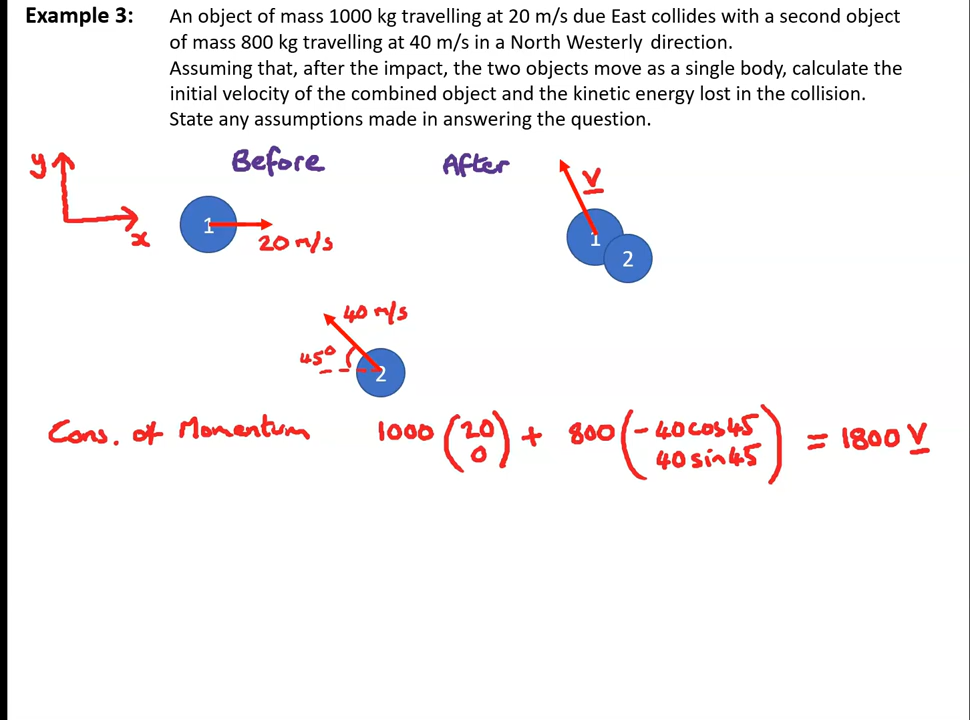 Example 3: An object of mass 1000 kg travelling at 20 m/s due East collides with a second object
of mass 800 kg travelling at 40 m/s in a North Westerly direction.
Assuming that, after the impact, the two objects move as a single body, calculate the
initial velocity of the combined object and the kinetic energy lost in the collision.
State any assumptions made in answering the question.
Before After
y
x
1
20 m/s
V
1
2
40 m/s
45°
2
Cons. of Momentum 1000 (20 0) + 800 (-40cos45 40sin45) = 1800 V